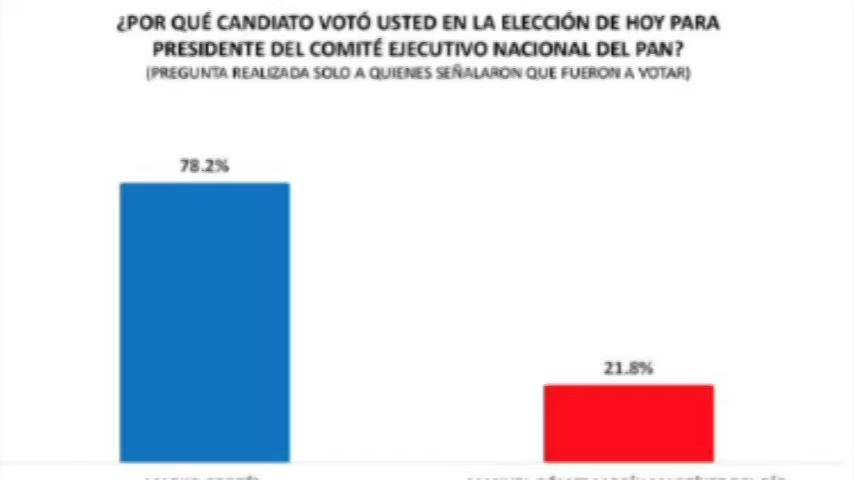 ¿POR QUÉ CANDIATO VOTÓ USTED EN LA ELECCIÓN DE HOY PARA
PRESIDENTE DEL COMITÉ EJECUTIVO NACIONAL DEL PAN?
(PREGUNTA REALIZADA SOLO A QUIENES SEÑALARON QUE FUERON A VOTAR)
78.2%
21.8%